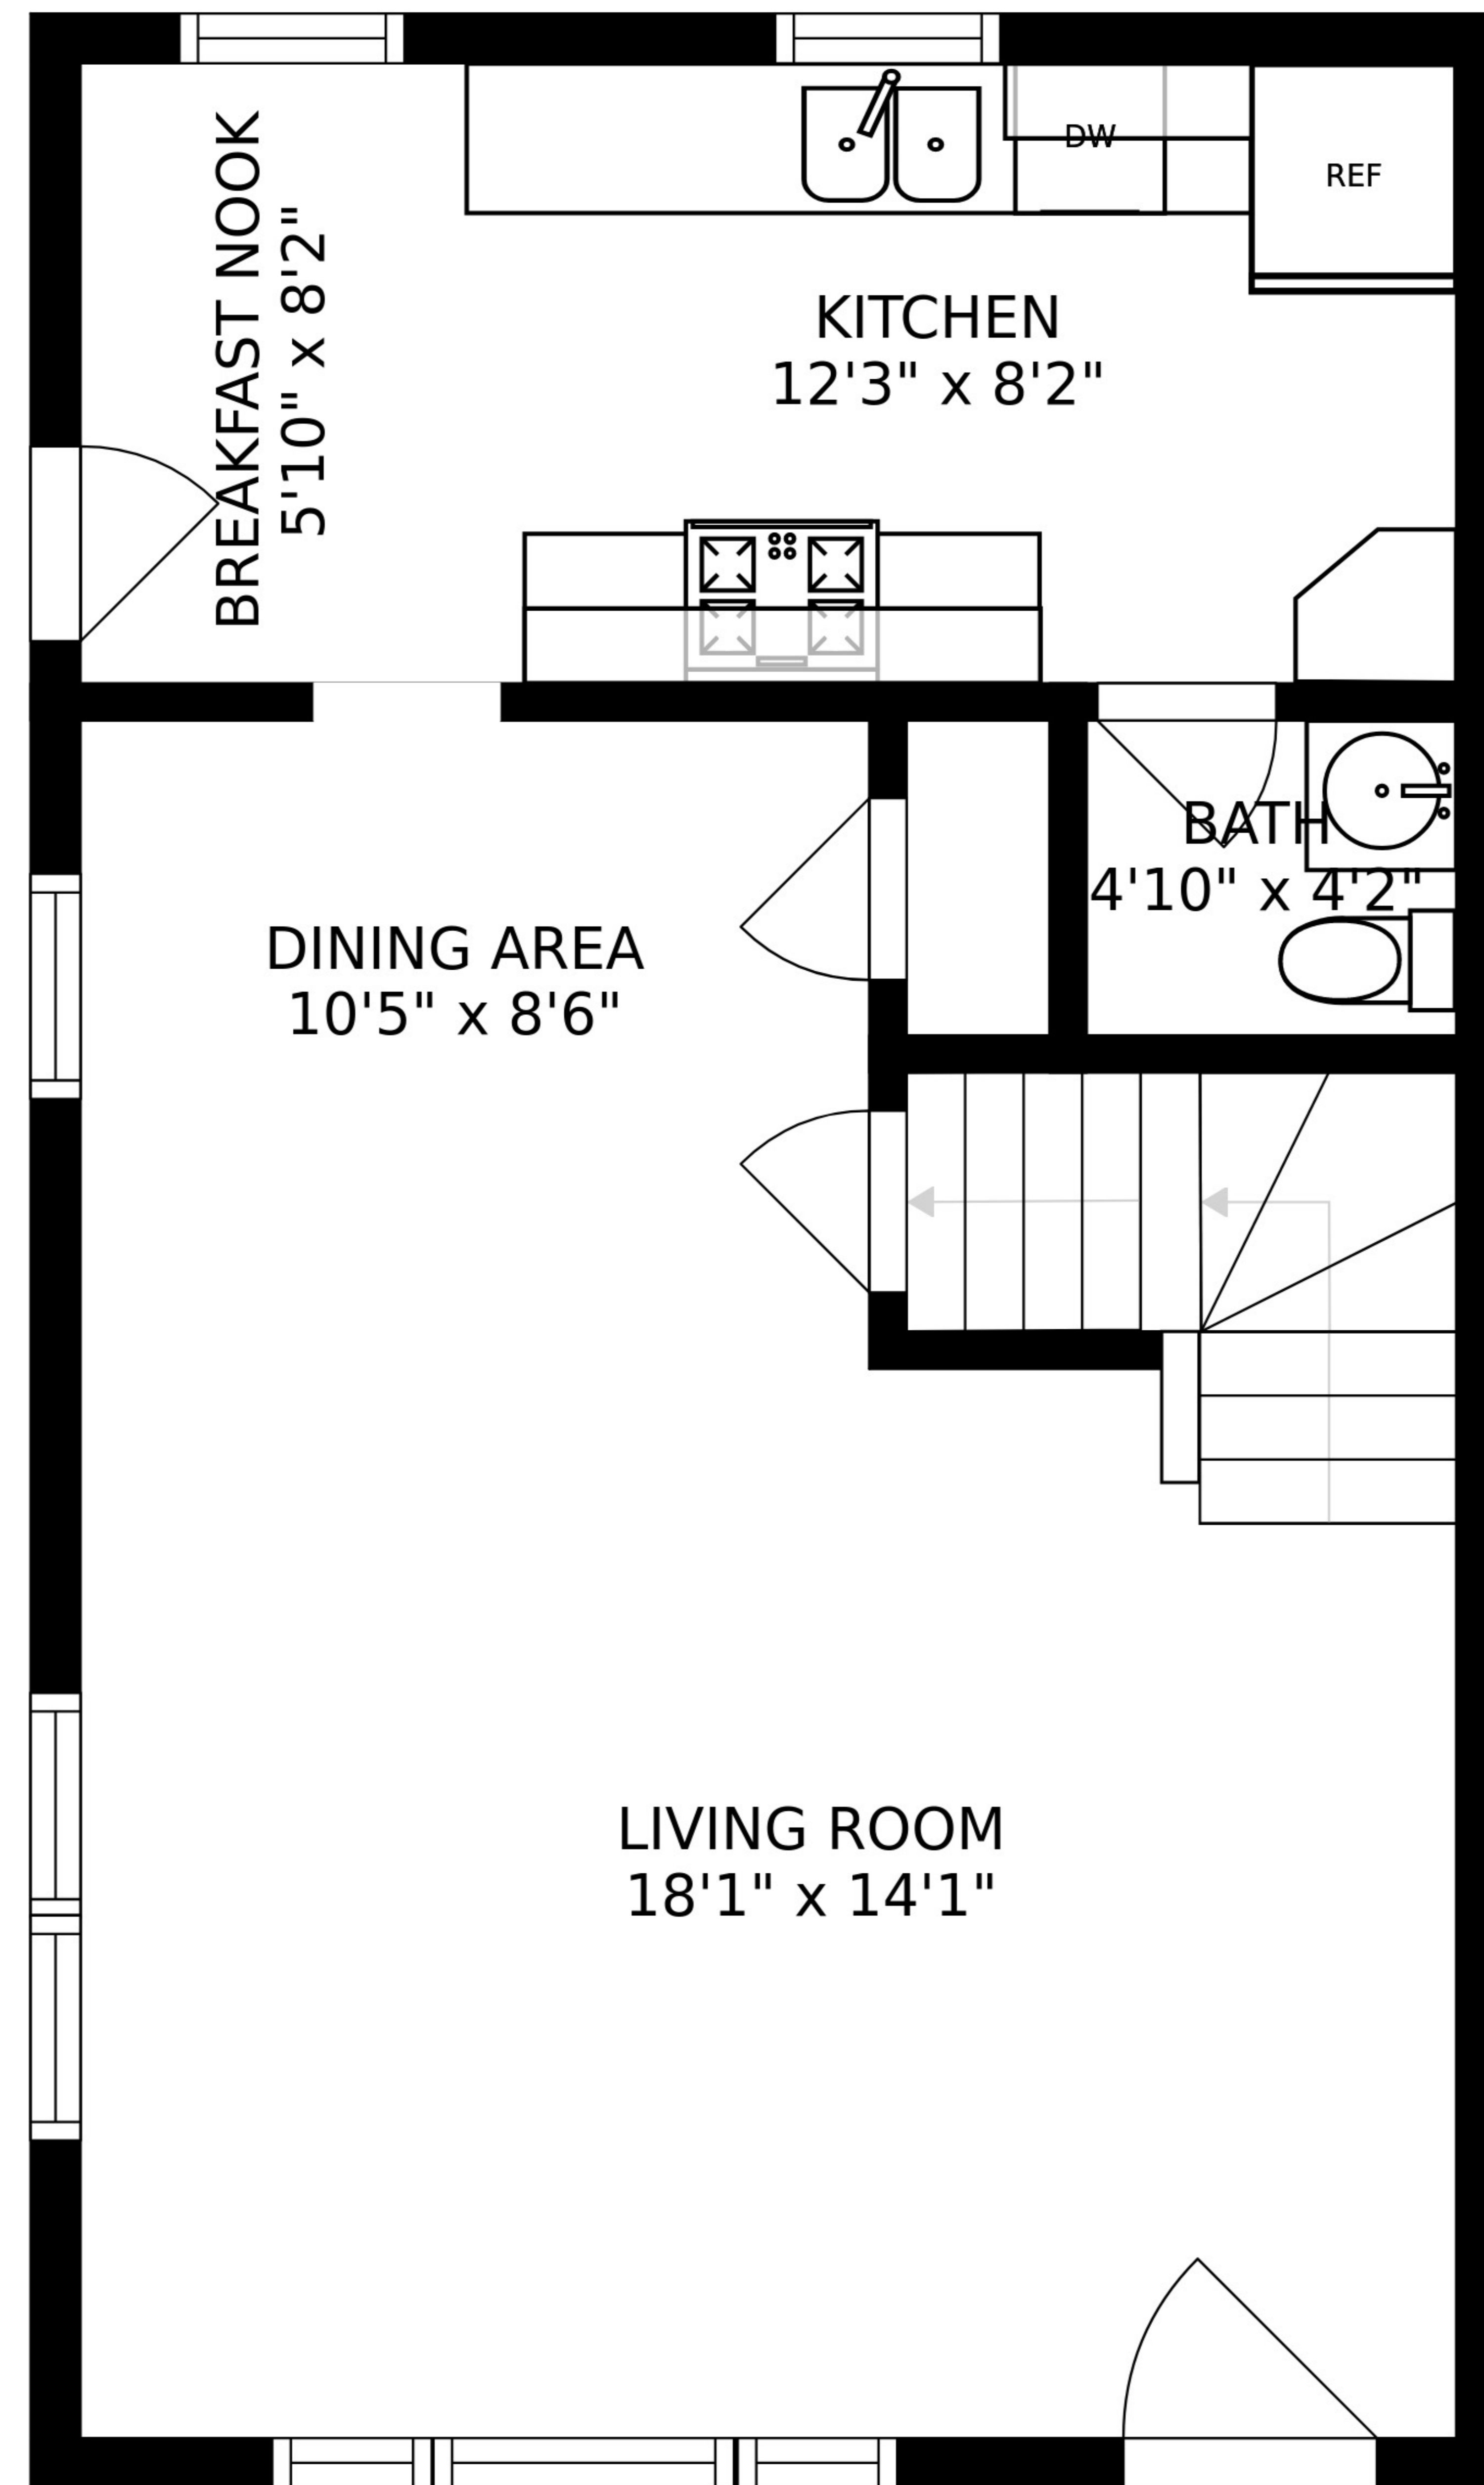 BREAKFAST NOOK
5'10" x 8'2"
DW
REF
KITCHEN
12'3" x 8'2"
BATH
4'10" x 4'2"
DINING AREA
10'5" x 8'6"
LIVING ROOM
18'1" x 14'1"